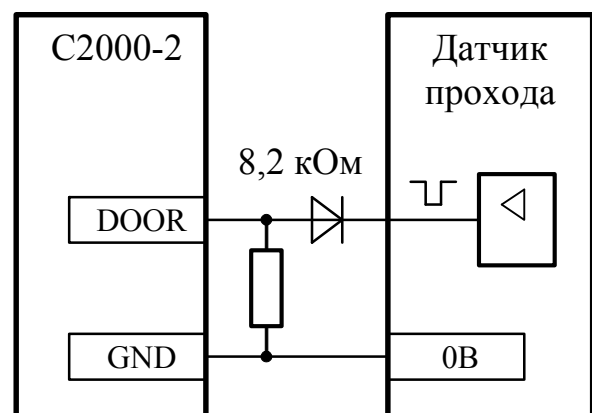 С2000-2
Датчик
прохода
8,2 кОм
DOOR
GND
0В